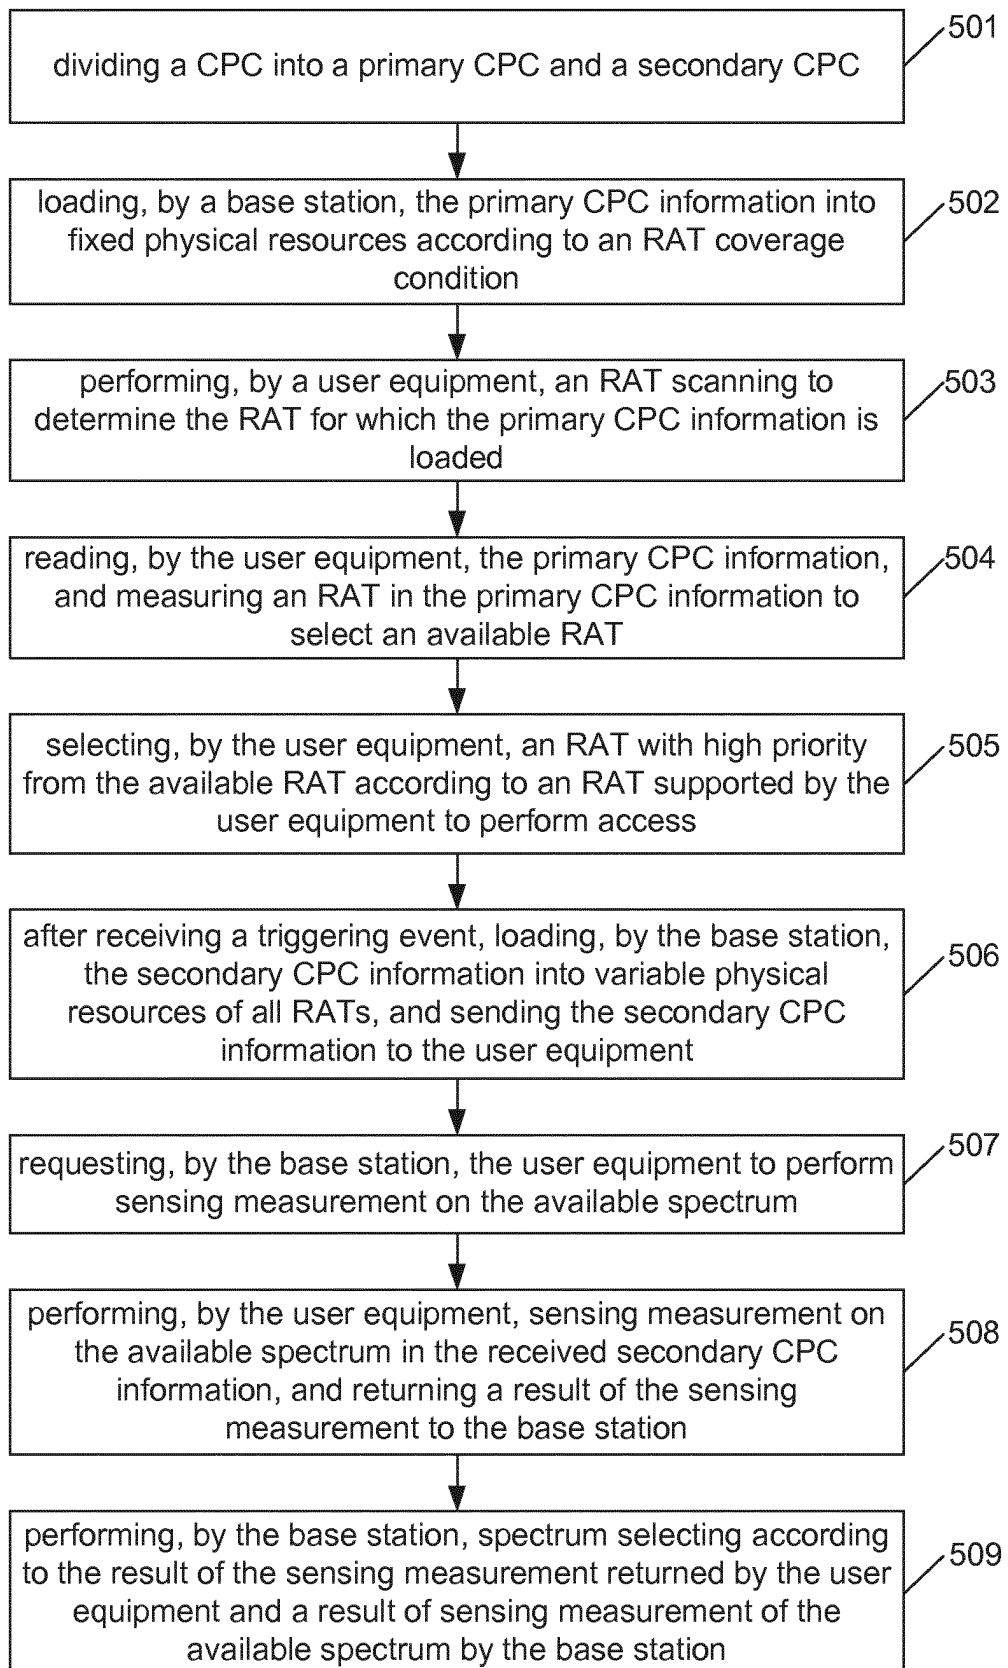 501
dividing a CPC into a primary CPC and a secondary CPC
502
loading, by a base station, the primary CPC information into
fixed physical resources according to an RAT coverage
condition
503
performing, by a user equipment, an RAT scanning to
determine the RAT for which the primary CPC information is
loaded
504
reading, by the user equipment, the primary CPC information,
and measuring an RAT in the primary CPC information to
select an available RAT
505
selecting, by the user equipment, an RAT with high priority
from the available RAT according to an RAT supported by the
user equipment to perform access
506
after receiving a triggering event, loading, by the base station,
the secondary CPC information into variable physical
resources of all RATs, and sending the secondary CPC
information to the user equipment
507
requesting, by the base station, the user equipment to perform
sensing measurement on the available spectrum
508
performing, by the user equipment, sensing measurement on
the available spectrum in the received secondary CPC
information, and returning a result of the sensing
measurement to the base station
509
performing, by the base station, spectrum selecting according
to the result of the sensing measurement returned by the user
equipment and a result of sensing measurement of the
available spectrum by the base station